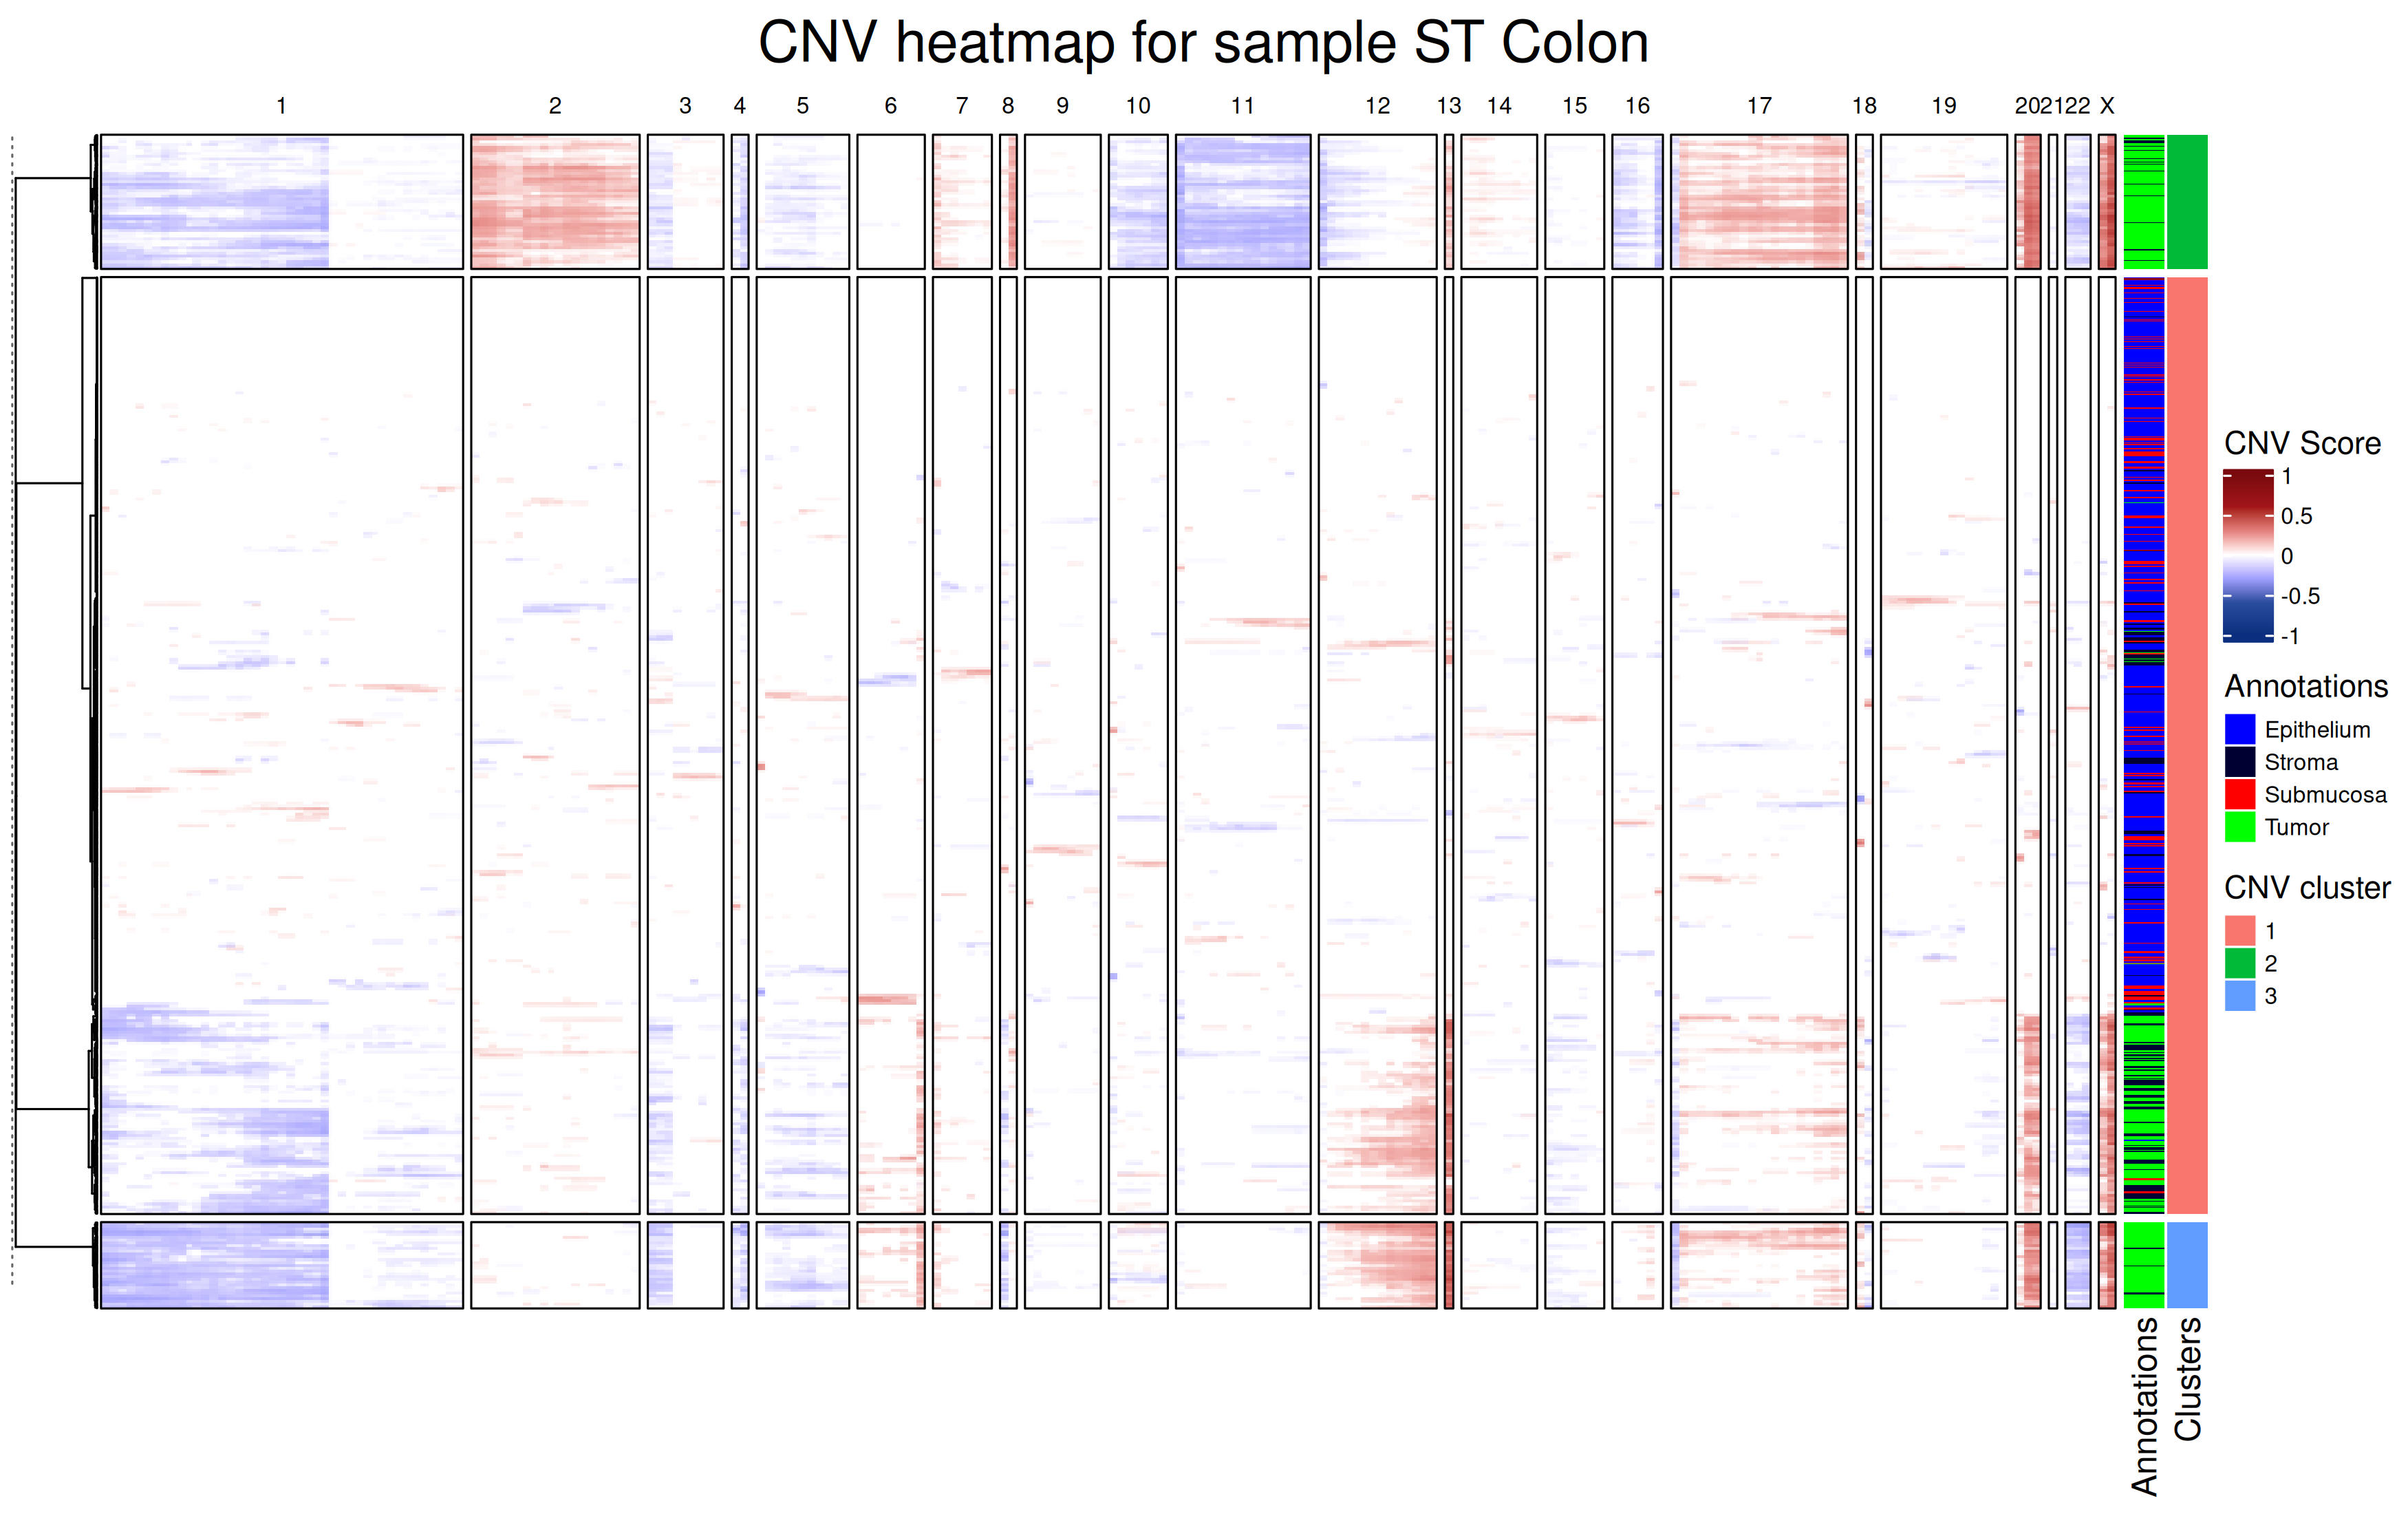 CNV heatmap for sample ST Colon
1 2 3 4 5 6 7 8 9 10 11 12 13 14 15 16 17 18 19 20 21 22 X
CNV Score
1
0.5
0
-0.5
-1
Annotations
Epithelium
Stroma
Submucosa
Tumor
CNV cluster
1
2
3
Annotations
Clusters